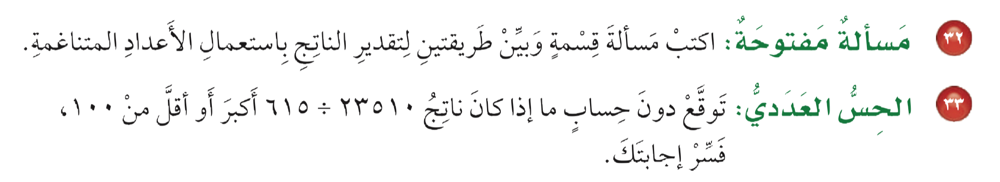 ٣٢ مَسألةٌ مَفتوحَةٌ: اكتبْ مَسألةَ قِسْمةٍ وَبيِّنْ طَريقتينِ لِتقديرِ الناتِجِ بِاستعمالِ الأَعدادِ المتناغمةِ.
٣٣ الحِسُّ العَدَديُّ: تَوقَّعْ دونَ حِسابٍ ما إذا كانَ ناتِجُ ٢٣٥١٠ ÷ ٦١٥ أَكبرَ أَو أقلَّ منْ ١٠٠،
فَسِّرْ إجابتَكَ.